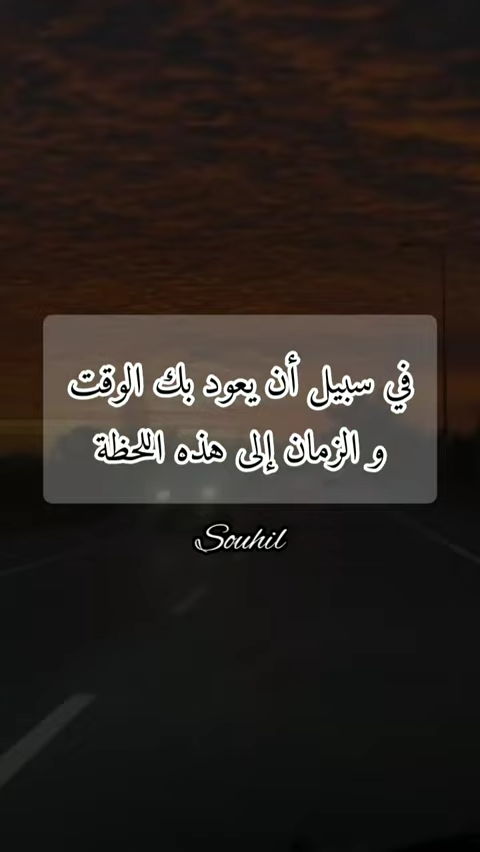 في سبيل أن يعود بك الوقت
و الزمان إلى هذه اللحظة
Souhil